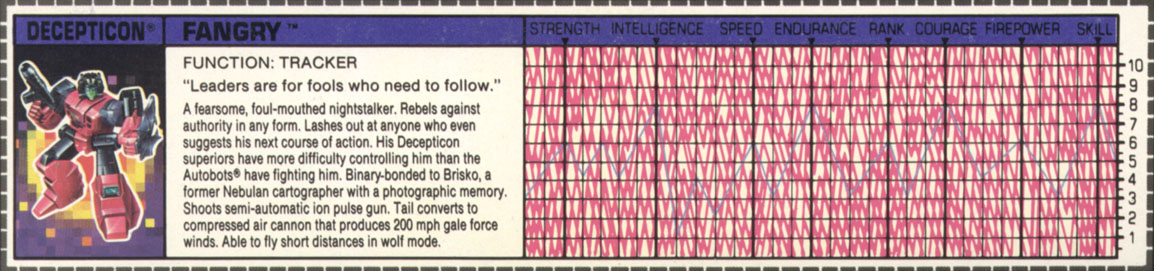 DECEPTICON® FANGRY™ STRENGTH INTELLIGENCE SPEED ENDURANCE RANK COURAGE FIREPOWER SKILL
FUNCTION: TRACKER
"Leaders are for fools who need to follow."
A fearsome, foul-mouthed nightstalker. Rebels against
authority in any form. Lashes out at anyone who even
suggests his next course of action. His Decepticon
superiors have more difficulty controlling him than the
Autobots® have fighting him. Binary-bonded to Brisko, a
former Nebulan cartographer with a photographic memory.
Shoots semi-automatic ion pulse gun. Tail converts to
compressed air cannon that produces 200 mph gale force
winds. Able to fly short distances in wolf mode.
10
9
8
7
6
5
4
3
2
1